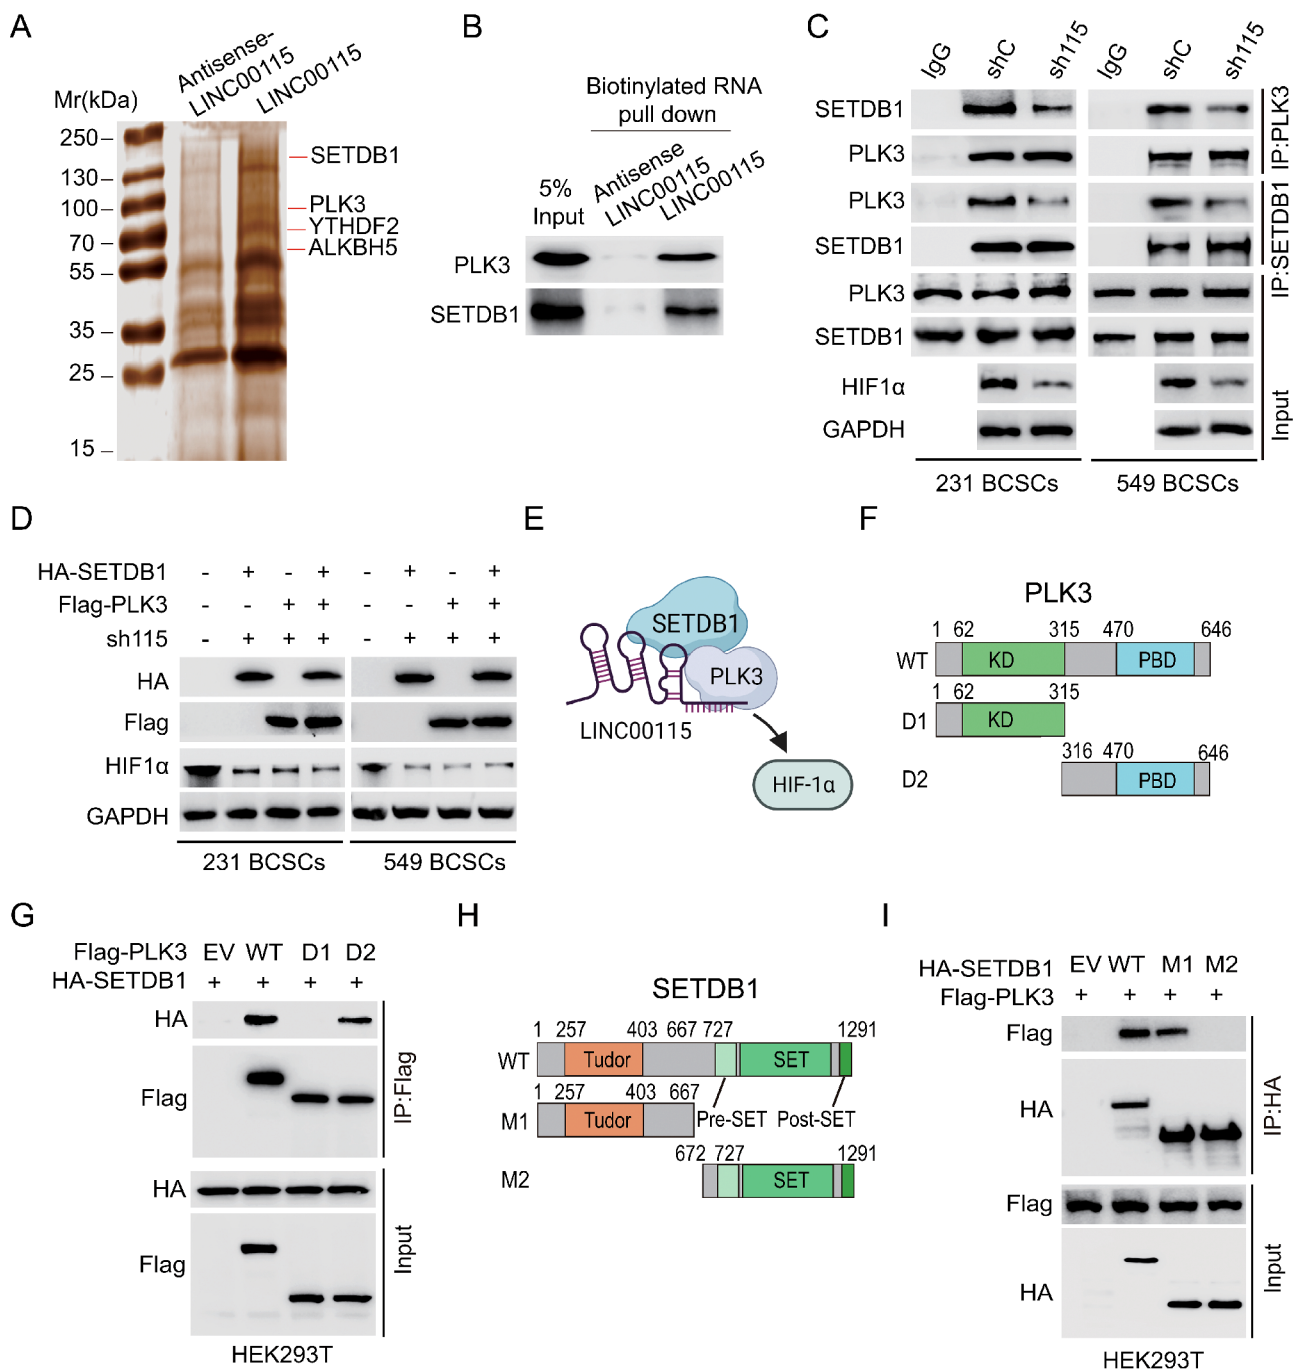 A
Antisense-
LINC00115
LINC00115
Mr(kDa)
250
130
100
70
55
35
25
15
SETDB1
PLK3
YTHDF2
ALKBH5
B
Biotinylated RNA
pull down
5%
Input
Antisense
LINC00115
LINC00115
PLK3
SETDB1
C
IgG shC sh115 IgG shC sh115
SETDB1
PLK3
IP:PLK3
PLK3
SETDB1
IP:SETDB1
PLK3
SETDB1
HIF1α
GAPDH
Input
231 BCSCs 549 BCSCs
D
HA-SETDB1 - + - + - + - +
Flag-PLK3 - - + + - - + +
sh115 - + + + - + + +
HA
Flag
HIF1α
GAPDH
231 BCSCs 549 BCSCs
E
SETDB1
PLK3
LINC00115
HIF-1α
F
PLK3
1 62 315 470 646
WT KD PBD
1 62 315
D1 KD
316 470 646
D2 PBD
G
Flag-PLK3 EV WT D1 D2
HA-SETDB1 + + + +
HA
Flag
IP:Flag
HA
Flag
Input
HEK293T
H
SETDB1
1 257 403 667 727 1291
WT Tudor SET
1 257 403 667
Pre-SET Post-SET
M1 Tudor
672 727 1291
M2 SET
I
HA-SETDB1 EV WT M1 M2
Flag-PLK3 + + + +
Flag
HA
IP:HA
Flag
HA
Input
HEK293T